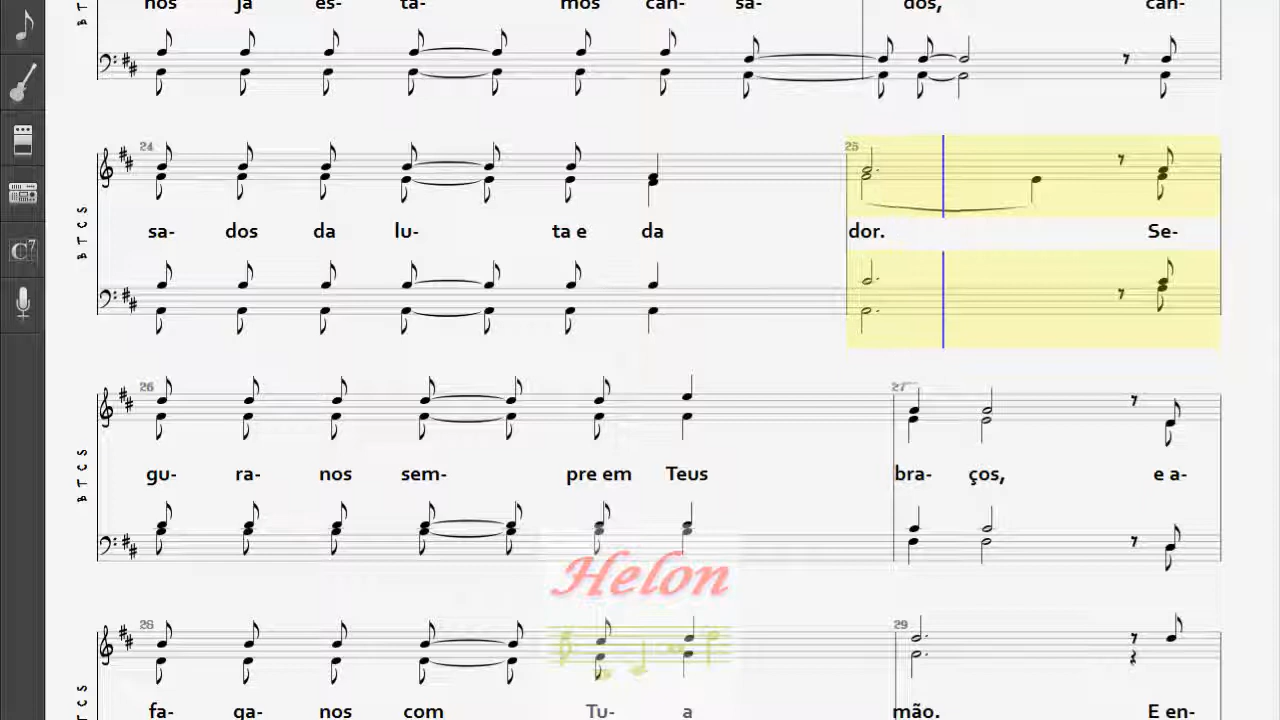 nos já es- ta- mos can- sa- dos, can-
24 25
sa- dos da lu- ta e da dor. Se-
B T C S
26 27
gu- ra- nos sem- pre em Teus bra- ços, e a-
B T C S
Helon
28 29
fa- ga- nos com Tu- a mão. E en-
B T C S
C7